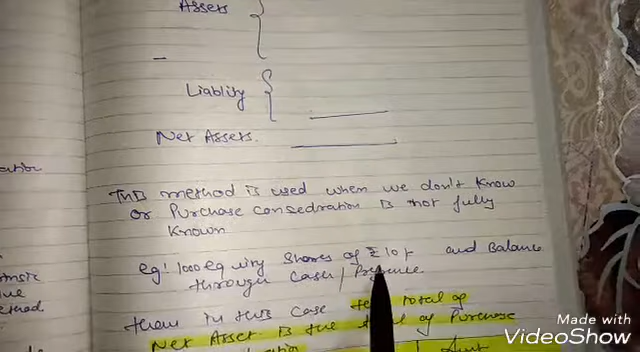 Assets
-
Liablity
Net Assets.
This method is used when we don't know
or Purchase consedration is not fully
known
eg! 1000 equity shares of ₹10 and Balance
through Cash /
then in this case the total of
Net Asset is the total of Purchase
Made with
VideoShow